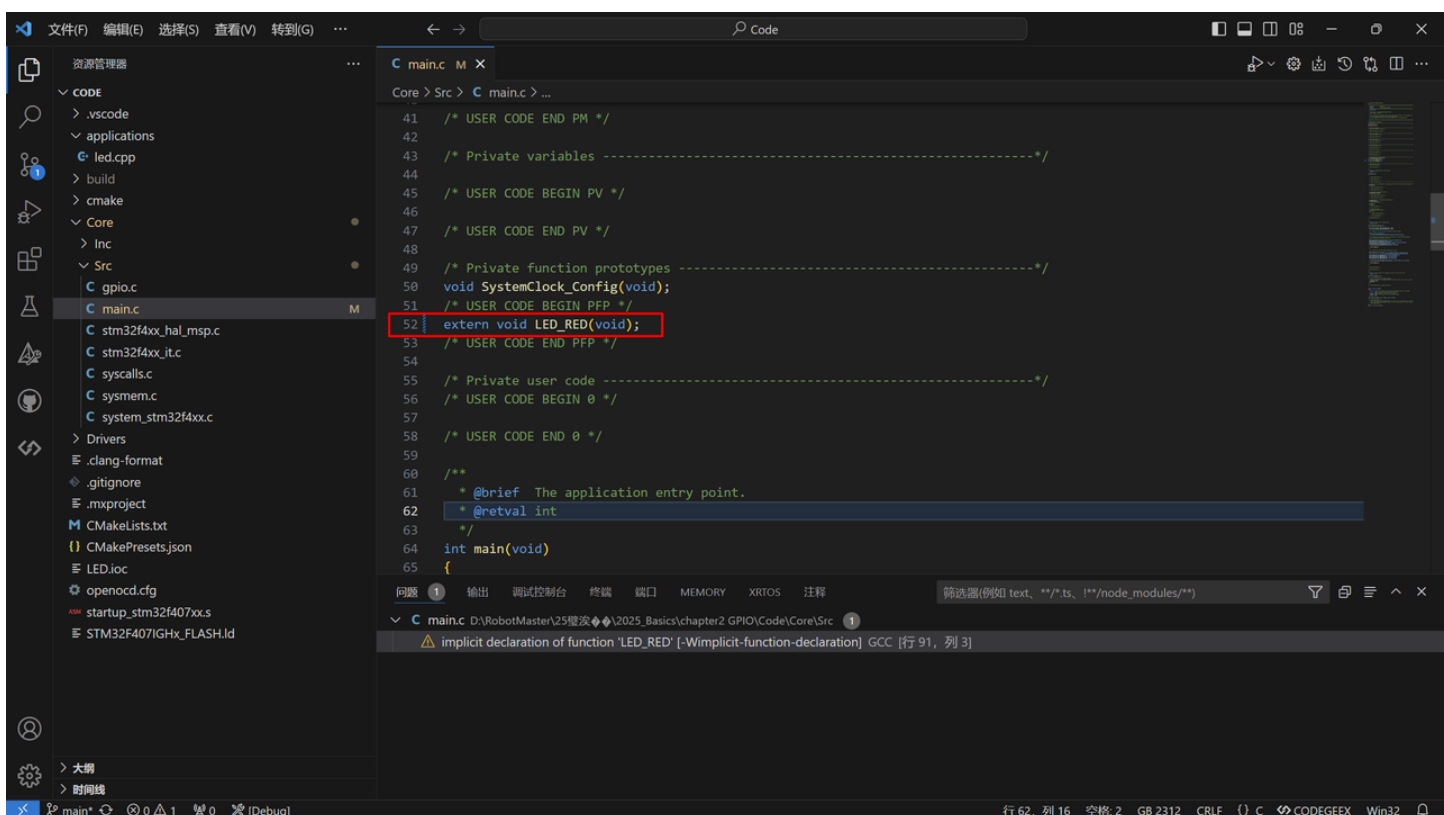 文件(F) 编辑(E) 选择(S) 查看(V) 转到(G) ··· ← → Code
资源管理器 ···
CODE
.vscode
applications
led.cpp
build
cmake
Core
Inc
Src
C gpio.c
C main.c M
C stm32f4xx_hal_msp.c
C stm32f4xx_it.c
C syscalls.c
C sysmem.c
C system_stm32f4xx.c
Drivers
.clang-format
.gitignore
.mxproject
M CMakeLists.txt
{} CMakePresets.json
LED.ioc
openocd.cfg
ASM startup_stm32f407xx.s
STM32F407IGHx_FLASH.ld
大纲
时间线
1
C main.c M ×
Core > Src > C main.c > ...
41 /* USER CODE END PM */
42
43 /* Private variables ---------------------------------------------------------*/
44
45 /* USER CODE BEGIN PV */
46
47 /* USER CODE END PV */
48
49 /* Private function prototypes -----------------------------------------------*/
50 void SystemClock_Config(void);
51 /* USER CODE BEGIN PFP */
52 extern void LED_RED(void);
53 /* USER CODE END PFP */
54
55 /* Private user code ---------------------------------------------------------*/
56 /* USER CODE BEGIN 0 */
57
58 /* USER CODE END 0 */
59
60 /**
61 * @brief The application entry point.
62 * @retval int
63 */
64 int main(void)
65 {
问题 1 输出 调试控制台 终端 端口 MEMORY XRTOS 注释 筛选器(例如 text、**/*.ts、!**/node_modules/**)
C main.c D:\RobotMaster\25璧涘��\2025_Basics\chapter2 GPIO\Code\Core\Src 1
implicit declaration of function 'LED_RED' [-Wimplicit-function-declaration] GCC [行 91，列 3]
main* 0 1 0 [Debug] 行 62，列 16 空格: 2 GB 2312 CRLF {} C CODEGEEX Win32